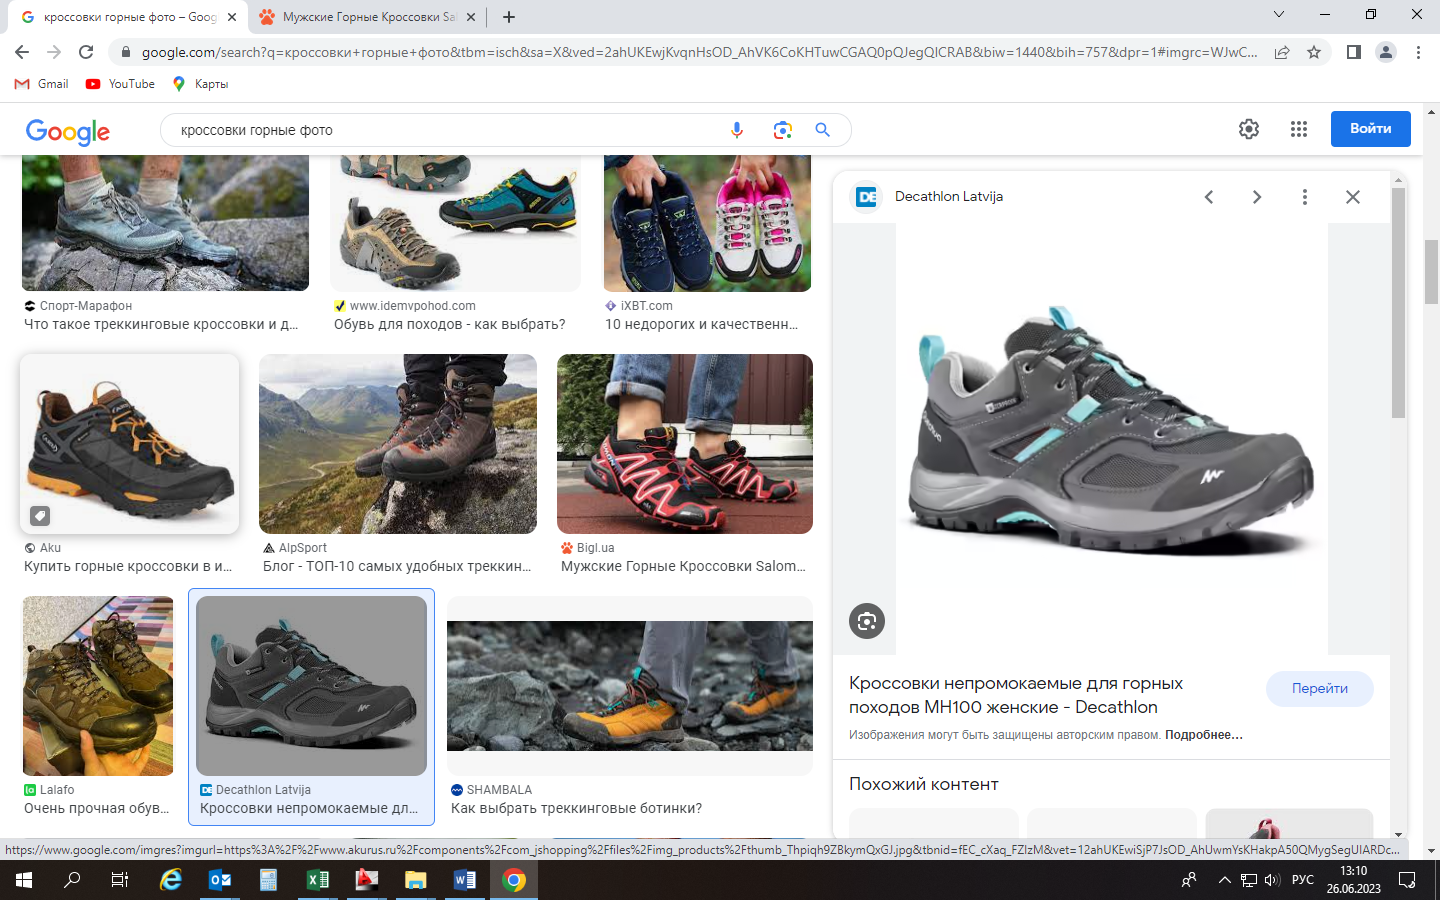 кроссовки горные фото – Goog
Мужские Горные Кроссовки Sal
google.com/search?q=кроссовки+горные+фото&tbm=isch&sa=X&ved=2ahUKEwjKvqnHsOD_AhVK6CoKHTuwCGAQ0pQJegQICRAB&biw=1440&bih=757&dpr=1#imgrc=WJwC...
Gmail
YouTube
Карты
Google
кроссовки горные фото
Войти
Спорт-Марафон
Что такое треккинговые кроссовки и д...
www.idemvpohod.com
Обувь для походов - как выбрать?
iXBT.com
10 недорогих и качественн...
Aku
Купить горные кроссовки в и...
AlpSport
Блог - ТОП-10 самых удобных треккин...
Bigl.ua
Мужские Горные Кроссовки Salom...
Lalafo
Очень прочная обув...
Decathlon Latvija
Кроссовки непромокаемые дл...
SHAMBALA
Как выбрать треккинговые ботинки?
Decathlon Latvija
Кроссовки непромокаемые для горных
походов MH100 женские - Decathlon
Перейти
Изображения могут быть защищены авторским правом. Подробнее...
Похожий контент
https://www.google.com/imgres?imgurl=https%3A%2F%2Fwww.akurus.ru%2Fcomponents%2Fcom_jshopping%2Ffiles%2Fimg_products%2Fthumb_Thpiqh9ZBkymQxGJ.jpg&tbnid=fEC_cXaq_FZIzM&vet=12ahUKEwiSjP7JsOD_AhUwmYsKHakpA50QMygSegUIARDc...
РУС
13:10
26.06.2023